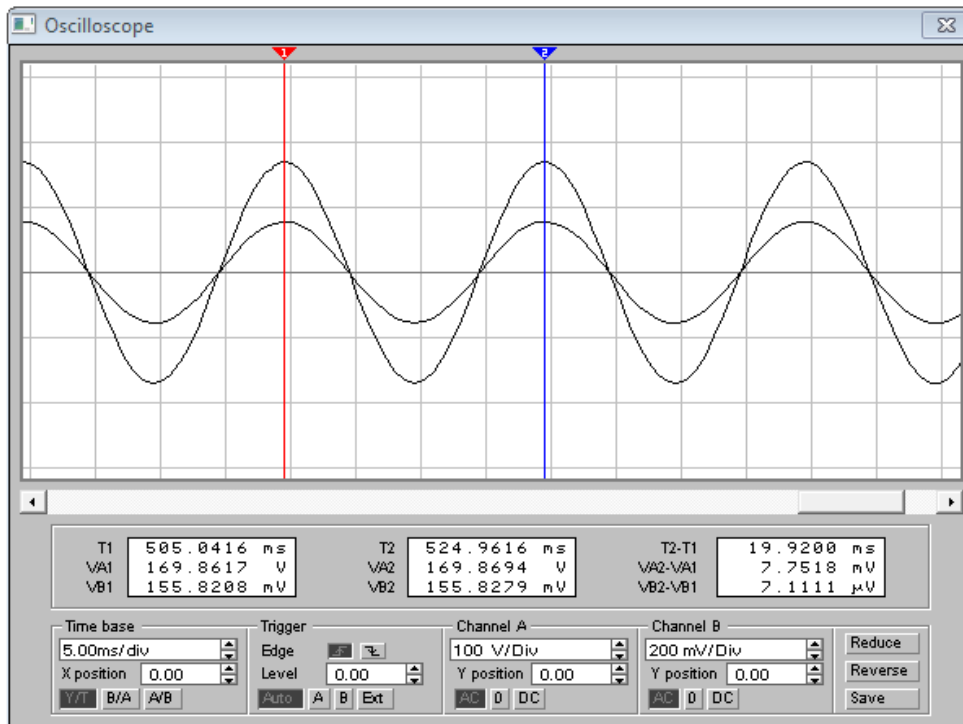 Oscilloscope
1 2
T1 505.0416 ms T2 524.9616 ms T2-T1 19.9200 ms
VA1 169.8617 V VA2 169.8694 V VA2-VA1 7.7518 mV
VB1 155.8208 mV VB2 155.8279 mV VB2-VB1 7.1111 µV
Time base Trigger Channel A Channel B
5.00ms/div Edge 100 V/Div 200 mV/Div Reduce
X position 0.00 Level 0.00 Y position 0.00 Y position 0.00 Reverse
Y/T B/A A/B Auto A B Ext AC 0 DC AC 0 DC Save